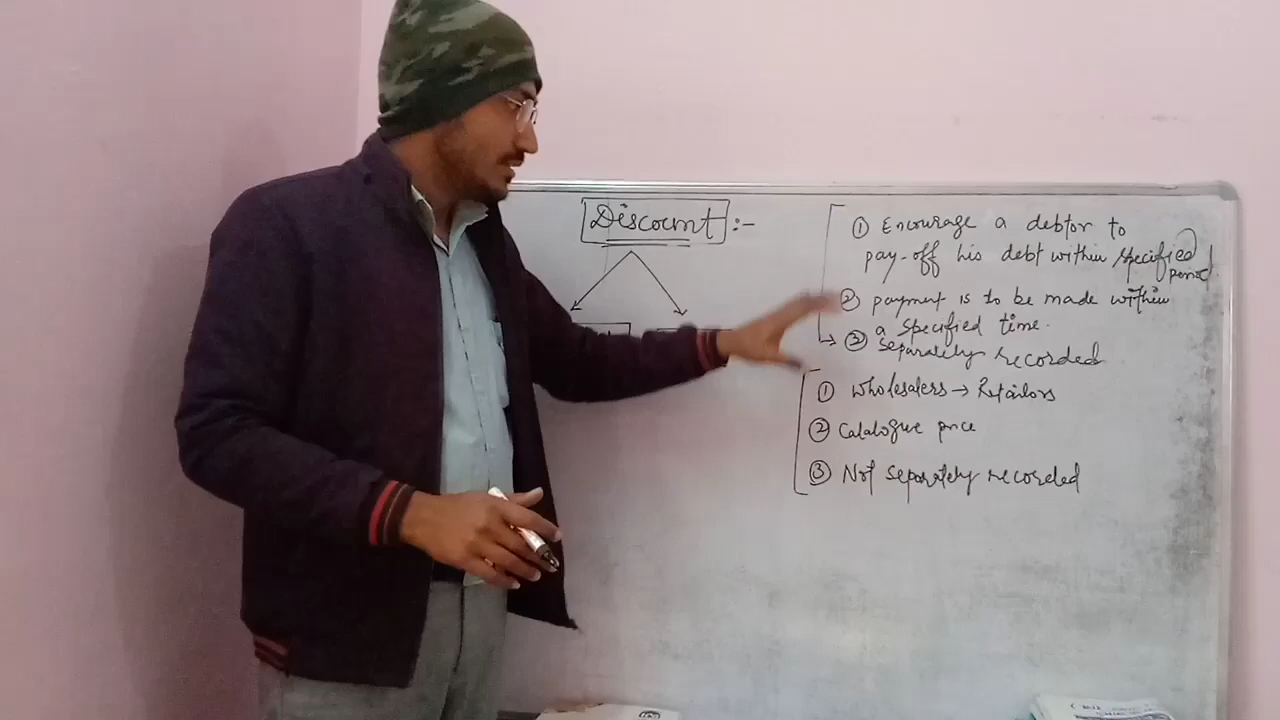 Discount :-
① Encourage a debtor to
pay-off his debt within specified
period.
② payment is to be made within
a specified time.
③ Separately recorded
① Wholesalers → Retailors
② Catalogue price
③ Not separately recorded